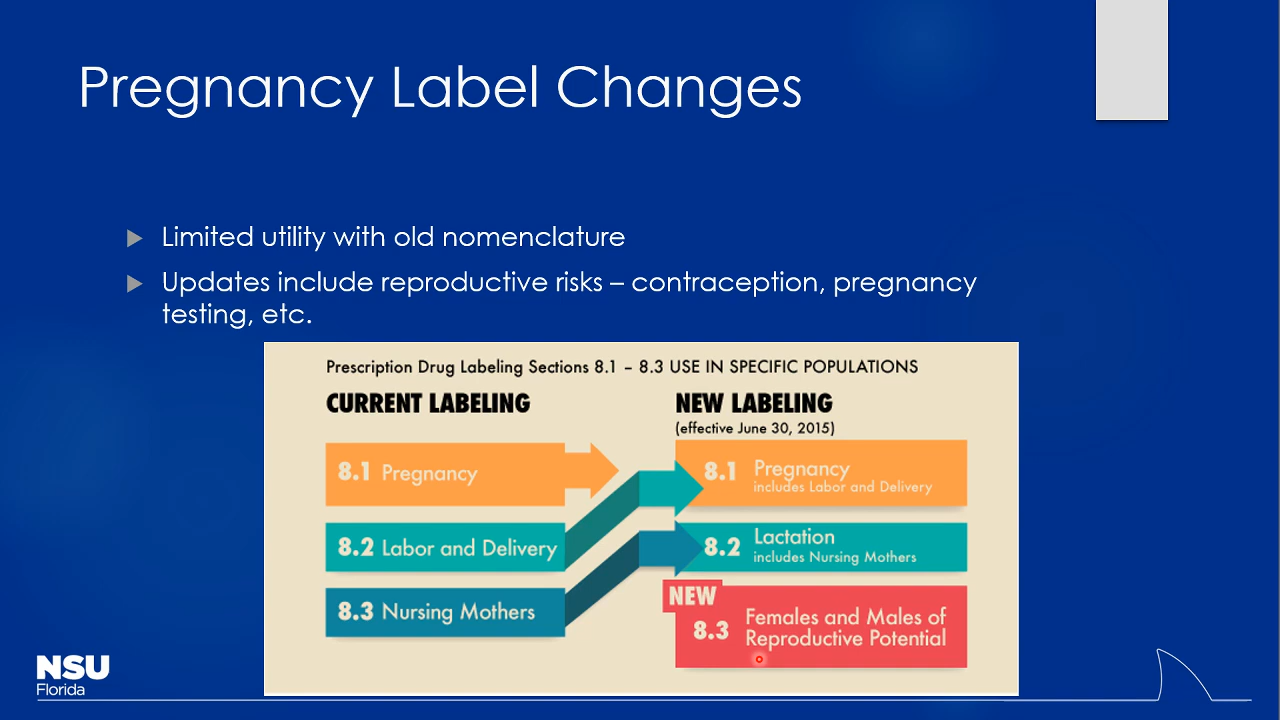 Pregnancy Label Changes
Limited utility with old nomenclature
Updates include reproductive risks – contraception, pregnancy
testing, etc.
Prescription Drug Labeling Sections 8.1 – 8.3 USE IN SPECIFIC POPULATIONS
CURRENT LABELING
8.1 Pregnancy
8.2 Labor and Delivery
8.3 Nursing Mothers
NEW LABELING
(effective June 30, 2015)
8.1 Pregnancy
includes Labor and Delivery
8.2 Lactation
includes Nursing Mothers
NEW
8.3 Females and Males of
Reproductive Potential
NSU
Florida